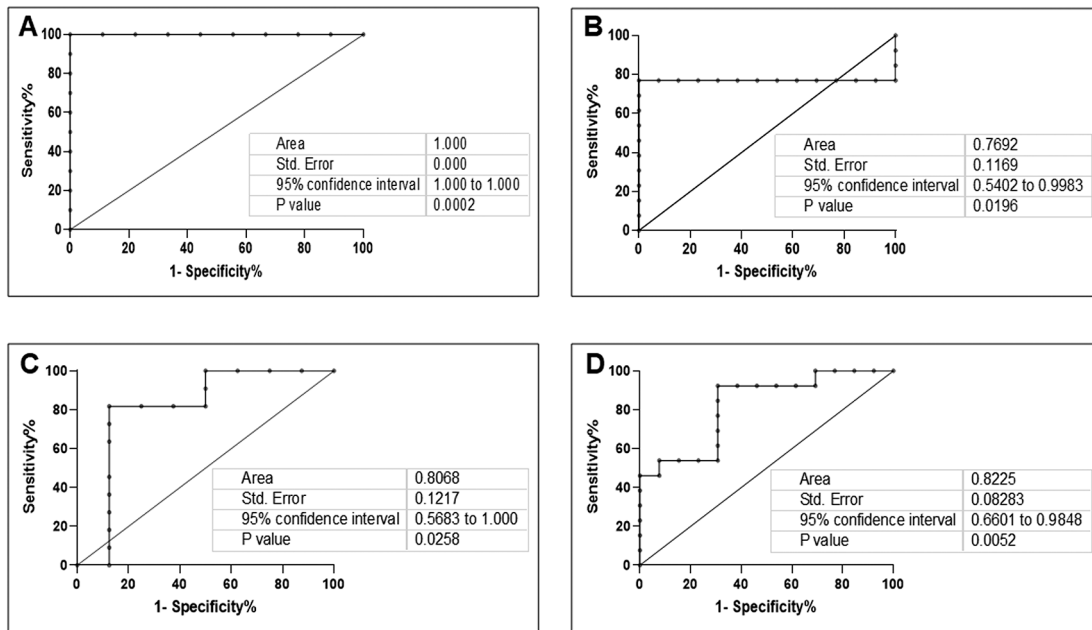 A
Sensitivity%
100
80
60
40
20
0
Area 1.000
Std. Error 0.000
95% confidence interval 1.000 to 1.000
P value 0.0002
0 20 40 60 80 100
1- Specificity%
B
Sensitivity%
100
80
60
40
20
0
Area 0.7692
Std. Error 0.1169
95% confidence interval 0.5402 to 0.9983
P value 0.0196
0 20 40 60 80 100
1- Specificity%
C
Sensitivity%
100
80
60
40
20
0
Area 0.8068
Std. Error 0.1217
95% confidence interval 0.5683 to 1.000
P value 0.0258
0 20 40 60 80 100
1- Specificity%
D
Sensitivity%
100
80
60
40
20
0
Area 0.8225
Std. Error 0.08283
95% confidence interval 0.6601 to 0.9848
P value 0.0052
0 20 40 60 80 100
1- Specificity%